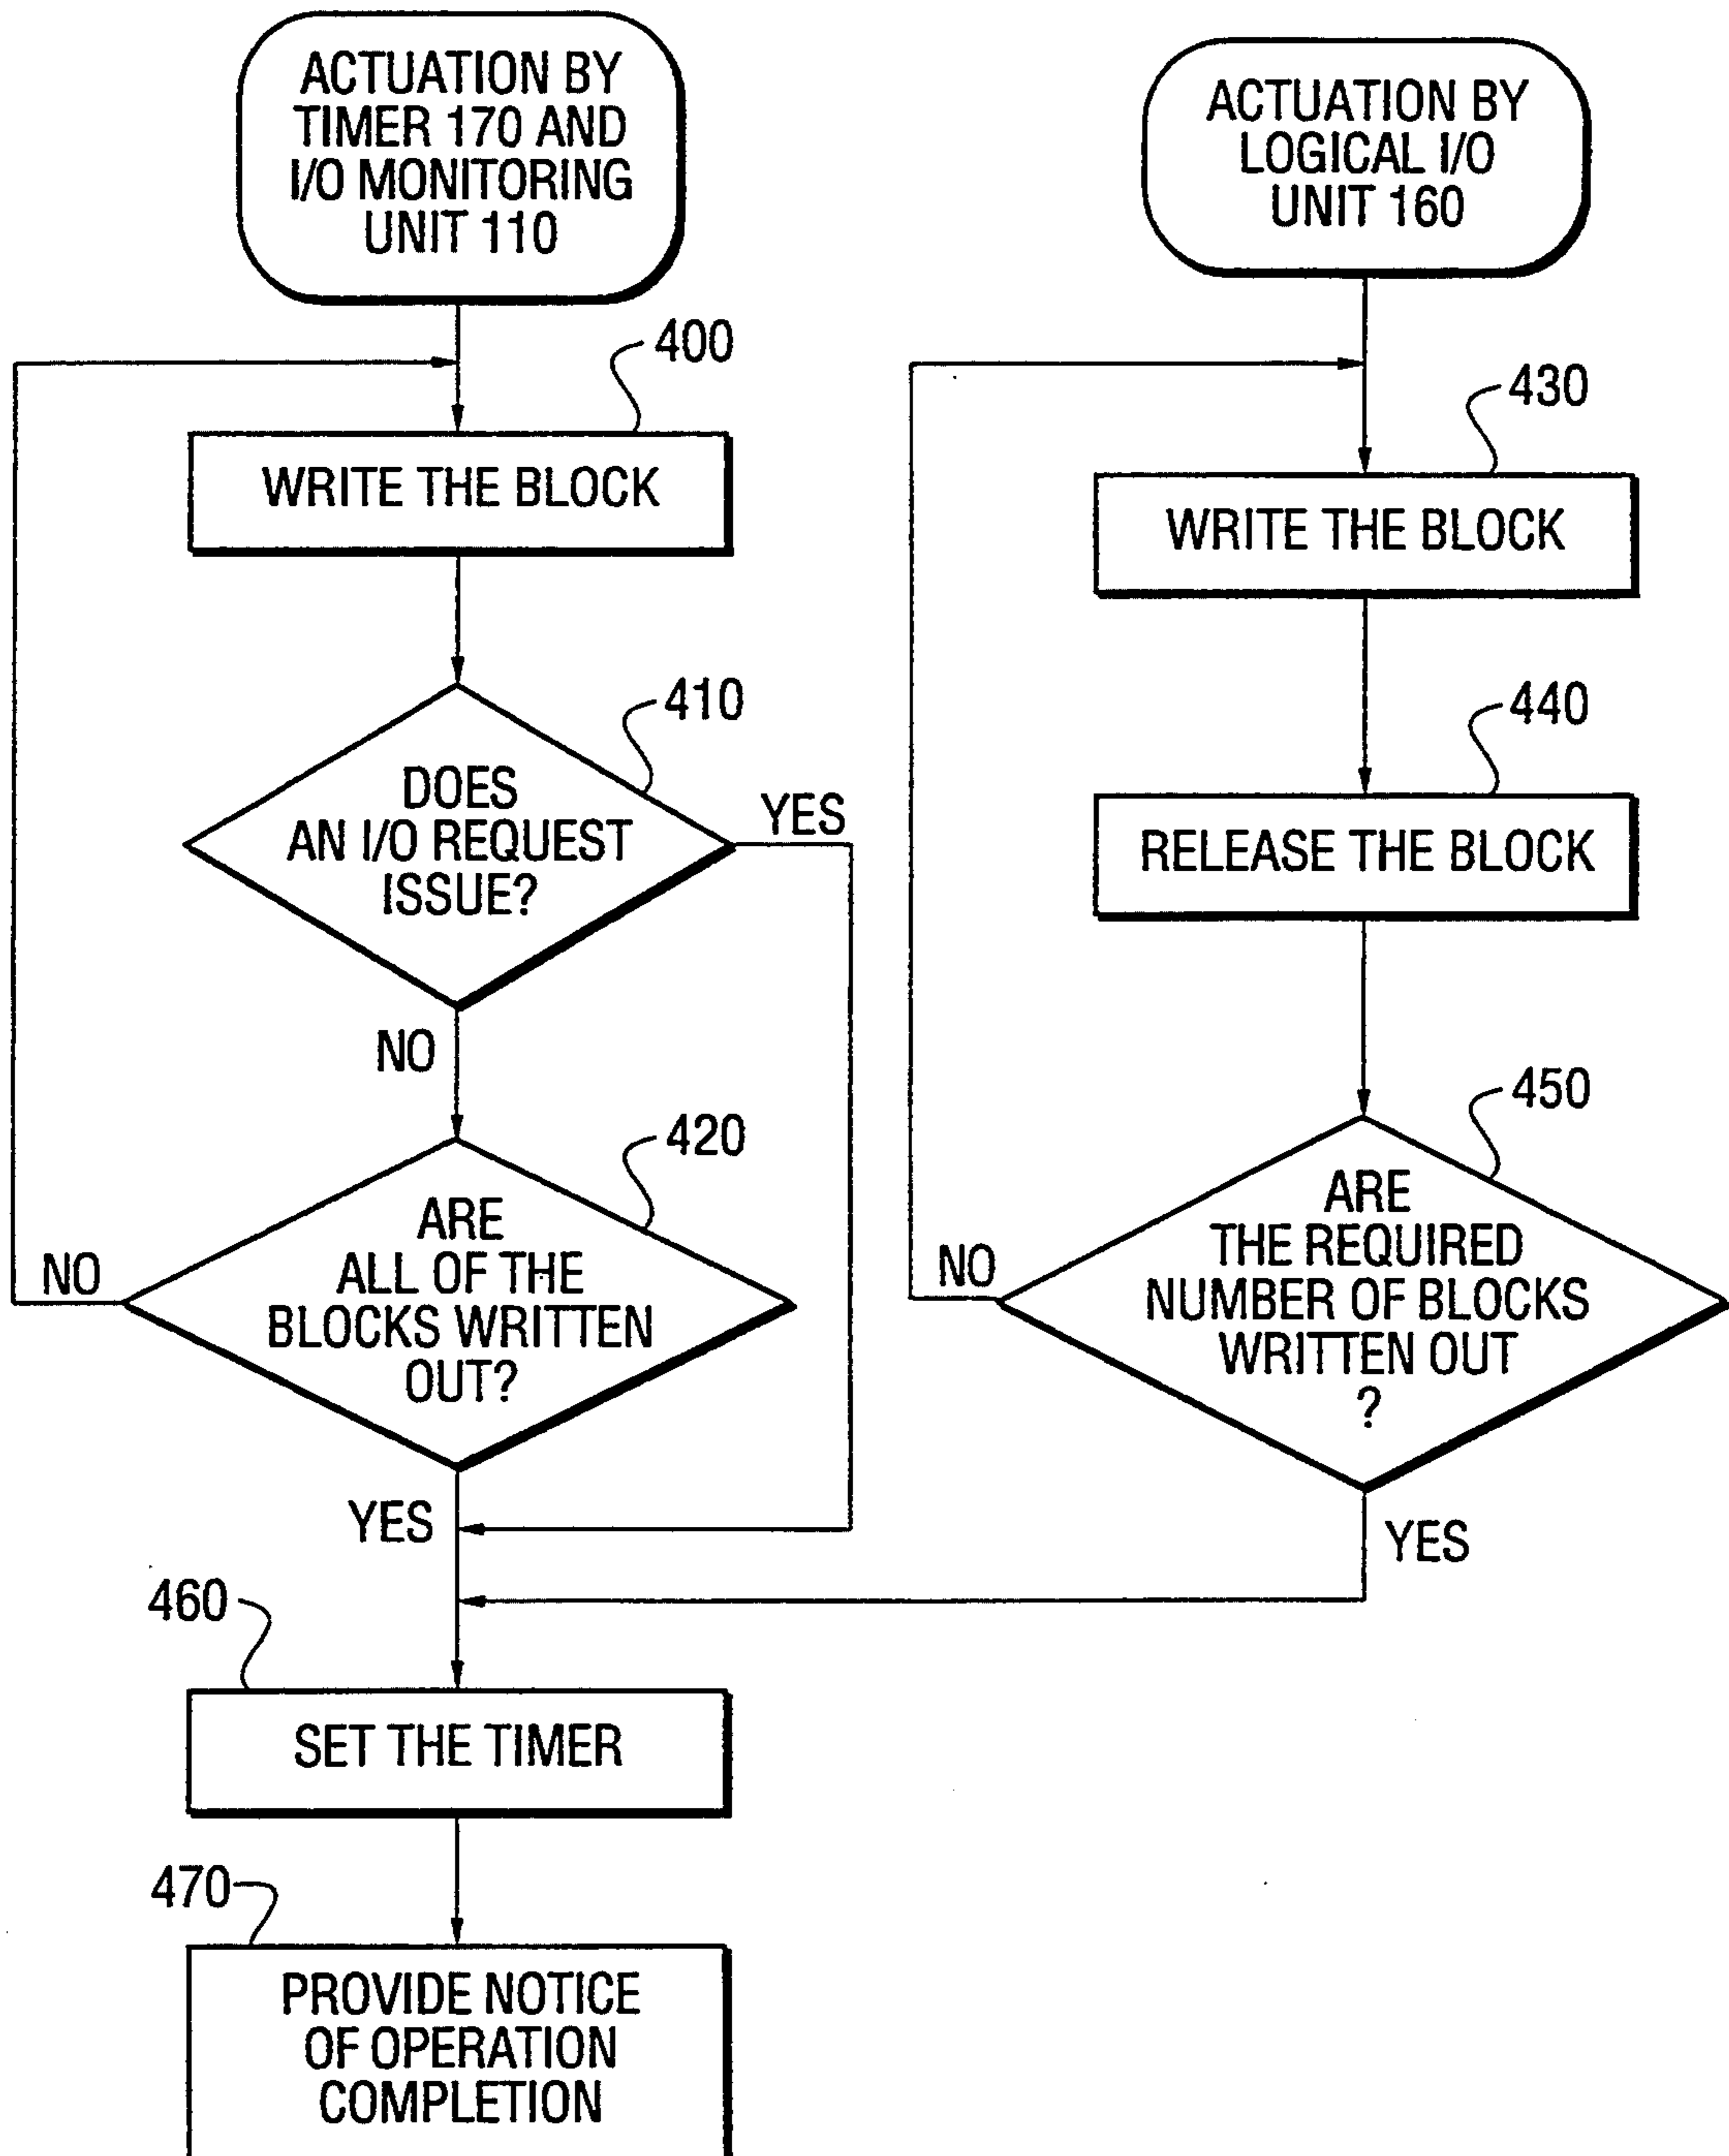 ACTUATION BY
TIMER 170 AND
I/O MONITORING
UNIT 110
400
WRITE THE BLOCK
410
DOES
AN I/O REQUEST
ISSUE?
YES
NO
420
ARE
ALL OF THE
BLOCKS WRITTEN
OUT?
NO
YES
ACTUATION BY
LOGICAL I/O
UNIT 160
430
WRITE THE BLOCK
440
RELEASE THE BLOCK
450
ARE
THE REQUIRED
NUMBER OF BLOCKS
WRITTEN OUT
?
NO
YES
460
SET THE TIMER
470
PROVIDE NOTICE
OF OPERATION
COMPLETION